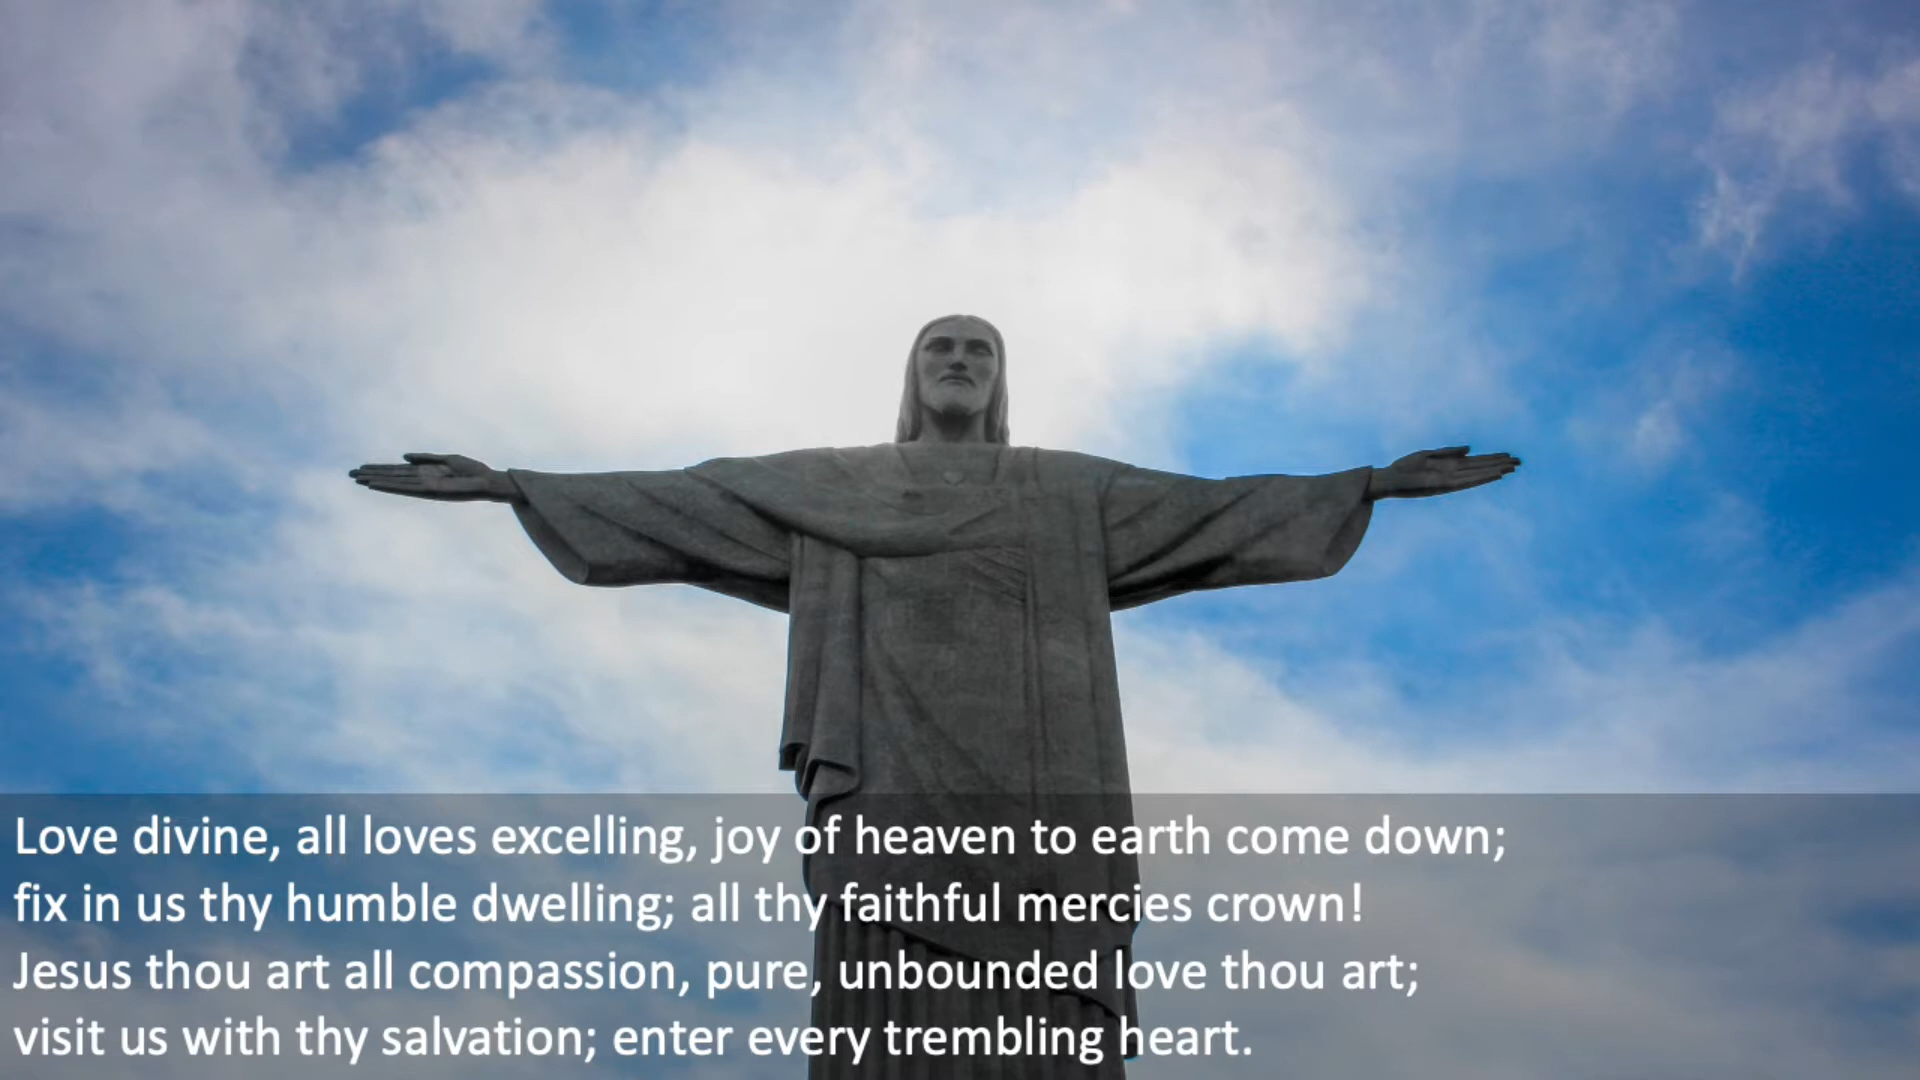 Love divine, all loves excelling, joy of heaven to earth come down;
fix in us thy humble dwelling; all thy faithful mercies crown!
Jesus thou art all compassion, pure, unbounded love thou art;
visit us with thy salvation; enter every trembling heart.